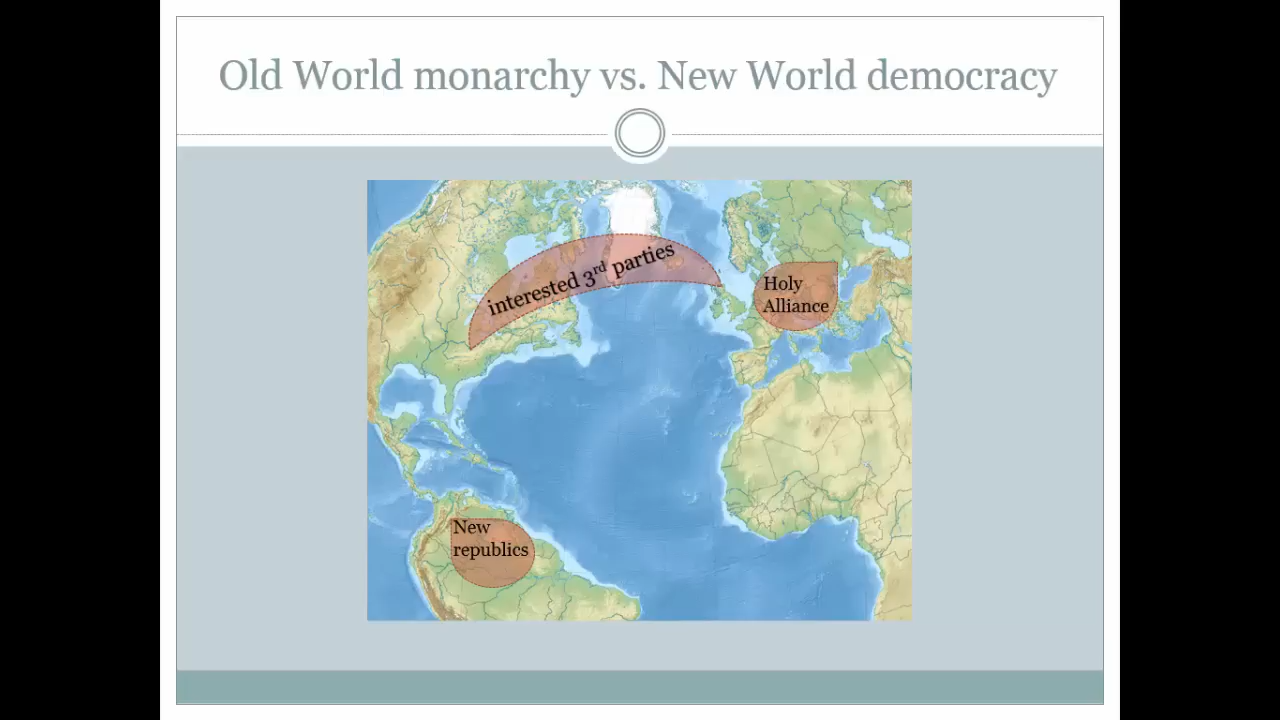 Old World monarchy vs. New World democracy
interested 3rd parties
Holy
Alliance
New
republics